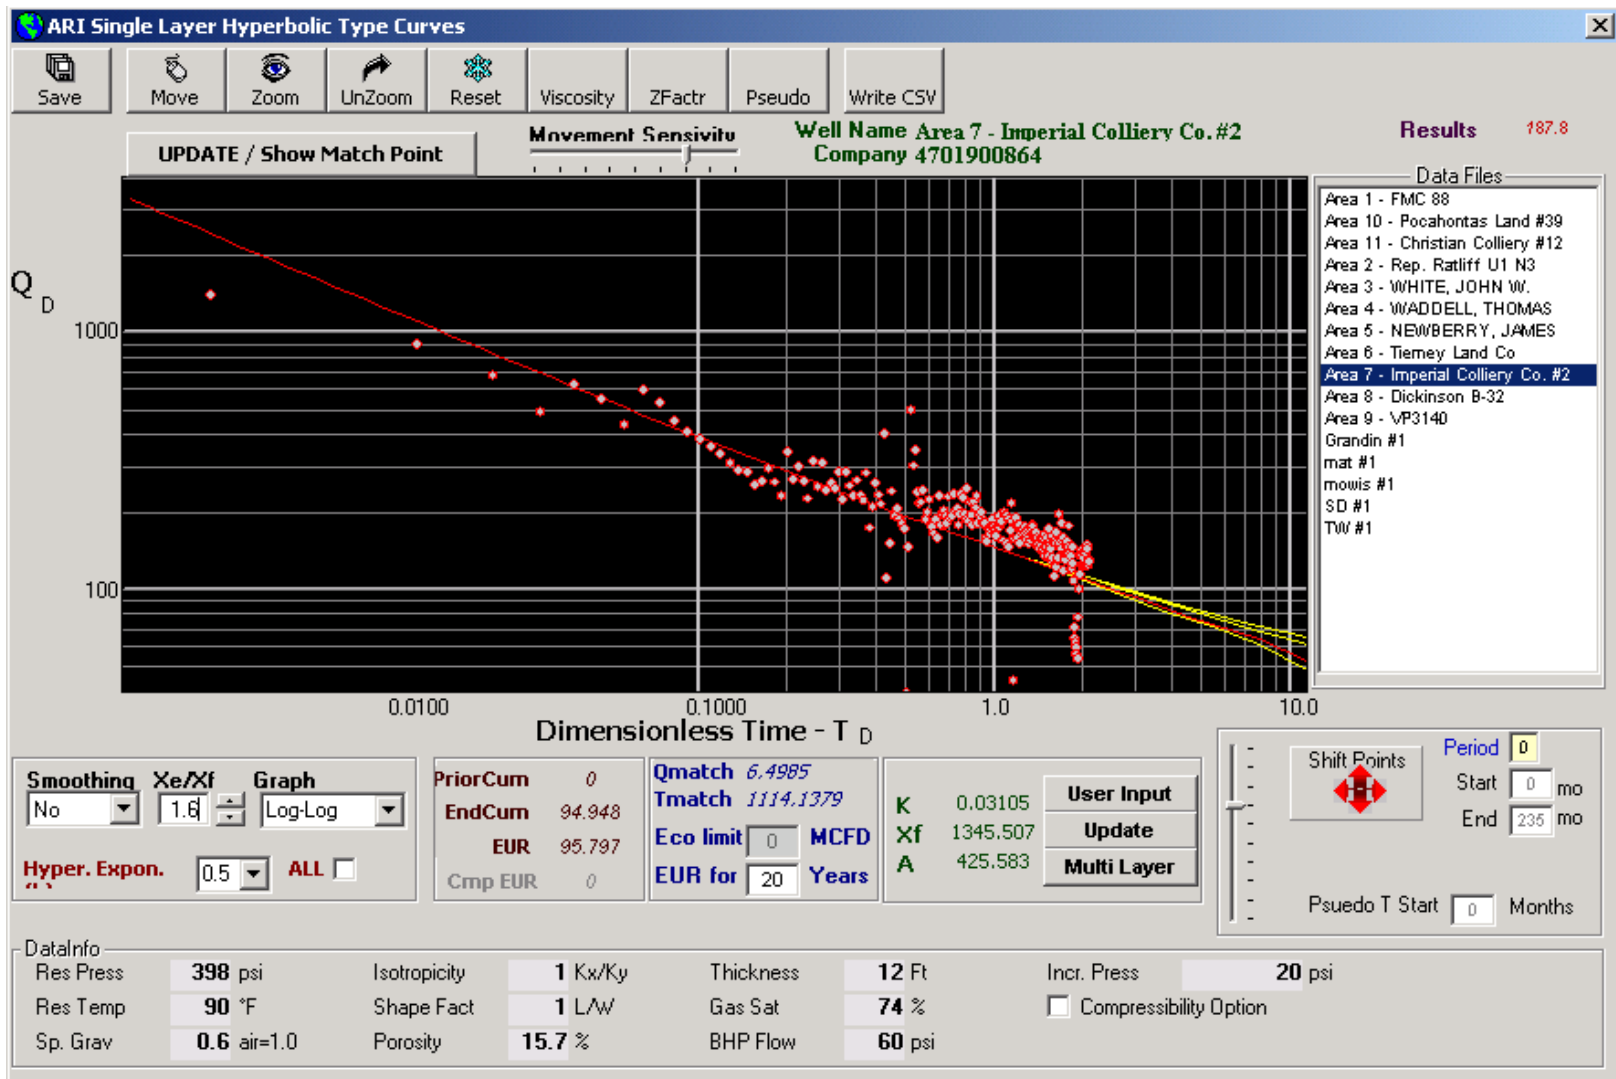 ARI Single Layer Hyperbolic Type Curves
Save Move Zoom UnZoom Reset Viscosity ZFactr Pseudo Write CSV
UPDATE / Show Match Point
Movement Sensivity
Well Name Area 7 - Imperial Colliery Co. #2
Company 4701900864
Results 187.8
Data Files
Area 1 - FMC 88
Area 10 - Pocahontas Land #39
Area 11 - Christian Colliery #12
Area 2 - Rep. Ratliff U1 N3
Area 3 - WHITE, JOHN W.
Area 4 - WADDELL, THOMAS
Area 5 - NEWBERRY, JAMES
Area 6 - Tierney Land Co
Area 7 - Imperial Colliery Co. #2
Area 8 - Dickinson B-32
Area 9 - VP3140
Grandin #1
mat #1
mowis #1
SD #1
TW #1
Q D
1000
100
0.0100 0.1000 1.0 10.0
Dimensionless Time - T D
Smoothing Xe/Xf Graph
No 1.6 Log-Log
Hyper. Expon. 0.5 ALL
PriorCum 0
EndCum 94.948
EUR 95.797
Cmp EUR 0
Qmatch 6.4985
Tmatch 1114.1379
Eco limit 0 MCFD
EUR for 20 Years
K 0.03105
Xf 1345.507
A 425.583
User Input
Update
Multi Layer
Shift Points
Period 0
Start 0 mo
End 235 mo
Psuedo T Start 0 Months
DataInfo
Res Press 398 psi Isotropicity 1 Kx/Ky Thickness 12 Ft Incr. Press 20 psi
Res Temp 90 °F Shape Fact 1 L/W Gas Sat 74 % Compressibility Option
Sp. Grav 0.6 air=1.0 Porosity 15.7 % BHP Flow 60 psi